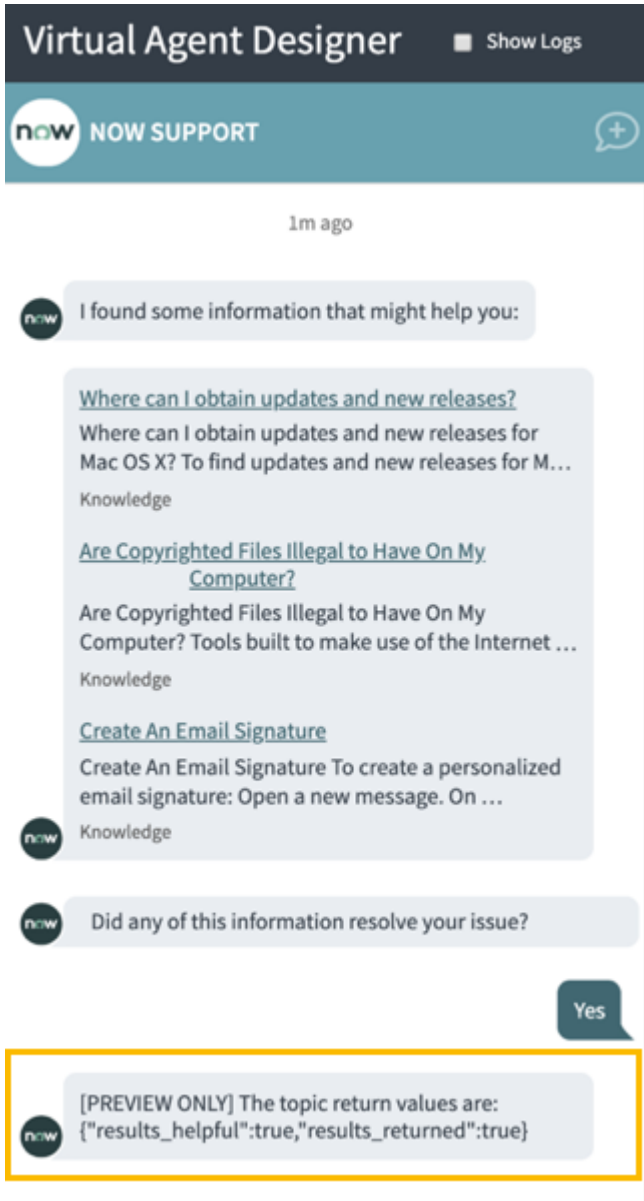 Virtual Agent Designer
Show Logs
now
NOW SUPPORT
1m ago
now
I found some information that might help you:
Where can I obtain updates and new releases?
Where can I obtain updates and new releases for
Mac OS X? To find updates and new releases for M...
Knowledge
Are Copyrighted Files Illegal to Have On My
Computer?
Are Copyrighted Files Illegal to Have On My
Computer? Tools built to make use of the Internet ...
Knowledge
Create An Email Signature
Create An Email Signature To create a personalized
email signature: Open a new message. On ...
Knowledge
now
now
Did any of this information resolve your issue?
Yes
[PREVIEW ONLY] The topic return values are:
{"results_helpful":true,"results_returned":true}
now